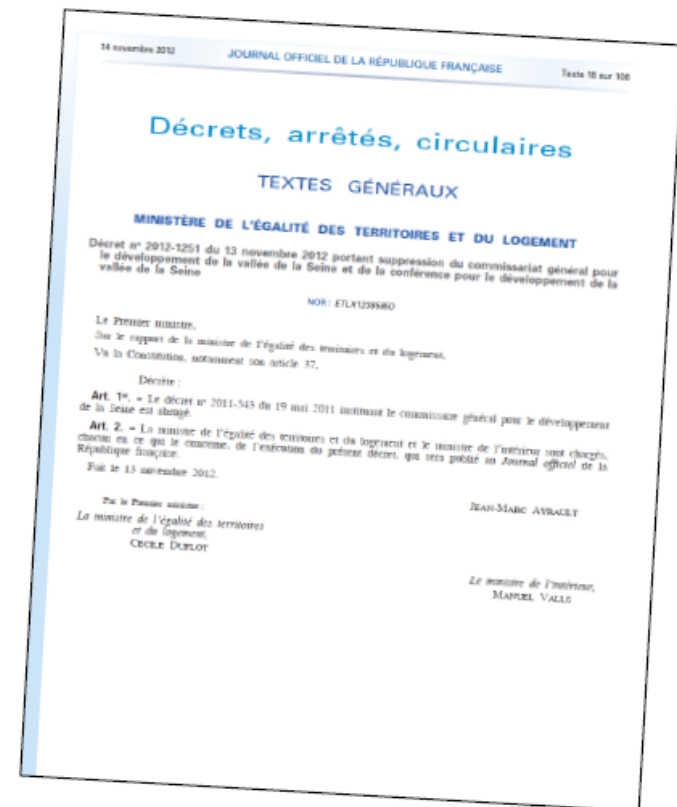 14 novembre 2012 JOURNAL OFFICIEL DE LA RÉPUBLIQUE FRANÇAISE Texte 16 sur 106
Décrets, arrêtés, circulaires
TEXTES GÉNÉRAUX
MINISTÈRE DE L'ÉGALITÉ DES TERRITOIRES ET DU LOGEMENT
Décret nº 2012-1251 du 13 novembre 2012 portant suppression du commissariat général pour
le développement de la vallée de la Seine et de la conférence pour le développement de la
vallée de la Seine
NOR :
Le Premier ministre,
Sur le rapport de la ministre de l'égalité des territoires et du logement,
Vu la Constitution, notamment son article 37,
Décrète :
Art. 1er. – Le décret nº 2011-543 du 19 mai 2011 instituant le commissaire général pour le développement
de la Seine est abrogé.
Art. 2. – La ministre de l'égalité des territoires et du logement et le ministre de l'intérieur sont chargés,
chacun en ce qui le concerne, de l'exécution du présent décret, qui sera publié au Journal officiel de la
République française.
Fait le 13 novembre 2012.
JEAN-MARC AYRAULT
Par le Premier ministre :
La ministre de l'égalité des territoires
et du logement,
CÉCILE DUFLOT
Le ministre de l'intérieur,
MANUEL VALLS